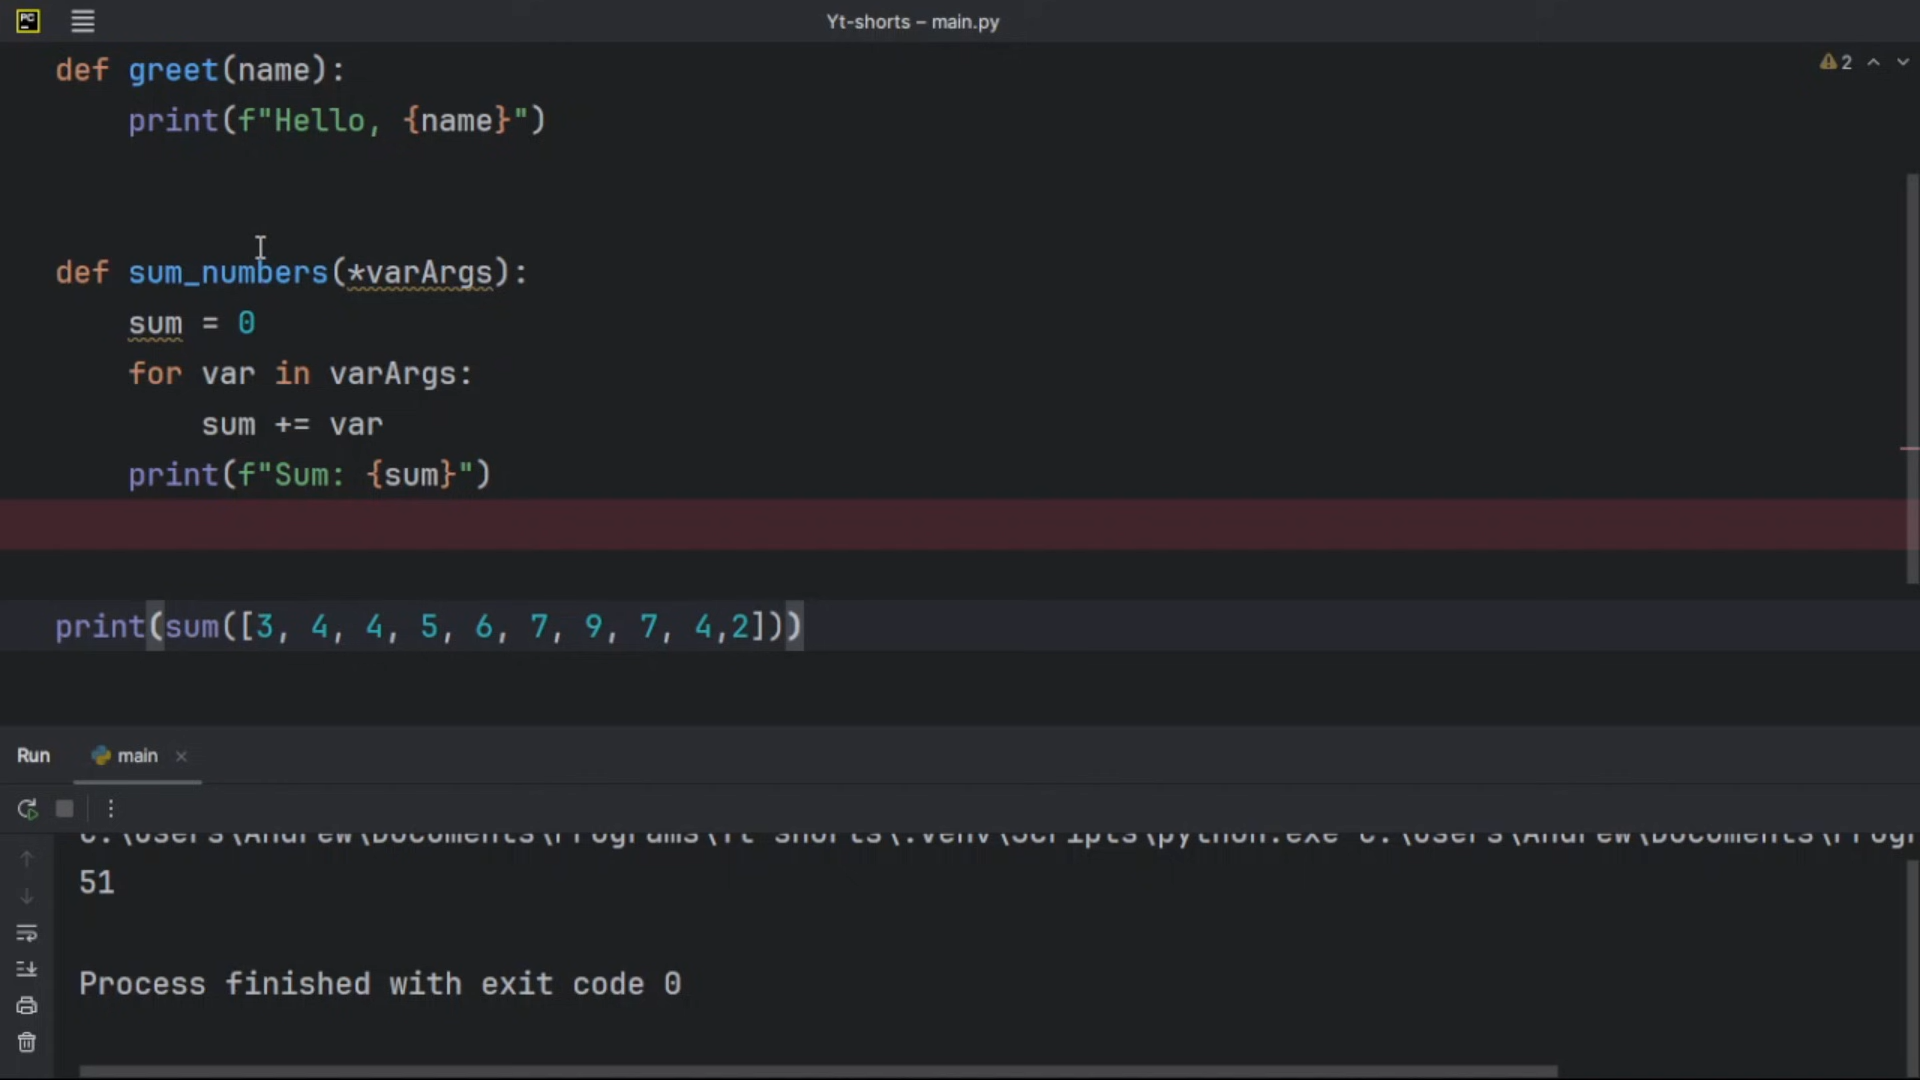 PC
Yt-shorts – main.py
def greet(name):
2
print(f"Hello, {name}")
def sum_numbers(*varArgs):
sum = 0
for var in varArgs:
sum += var
print(f"Sum: {sum}")
print(sum([3, 4, 4, 5, 6, 7, 9, 7, 4,2]))
Run
main
C:\Users\Andrew\Documents\Programs\Yt-shorts\.venv\Scripts\python.exe C:\Users\Andrew\Documents\Progr
51
Process finished with exit code 0